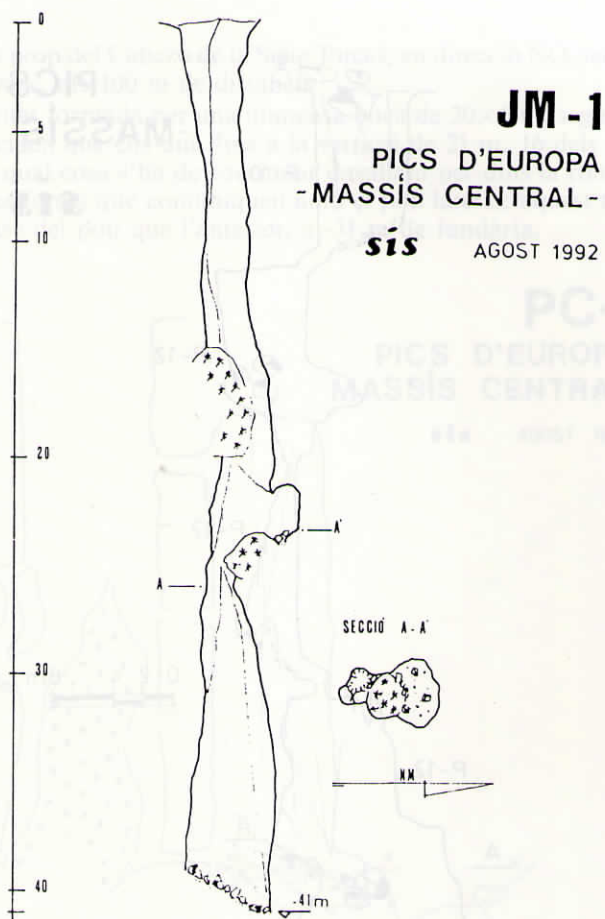 0
JM 1
5
PICS D'EUROPA
-MASSÍS CENTRAL-
10
SIS AGOST 1992
20
A'
A
SECCIÓ A-A'
30
NM
40
-41m